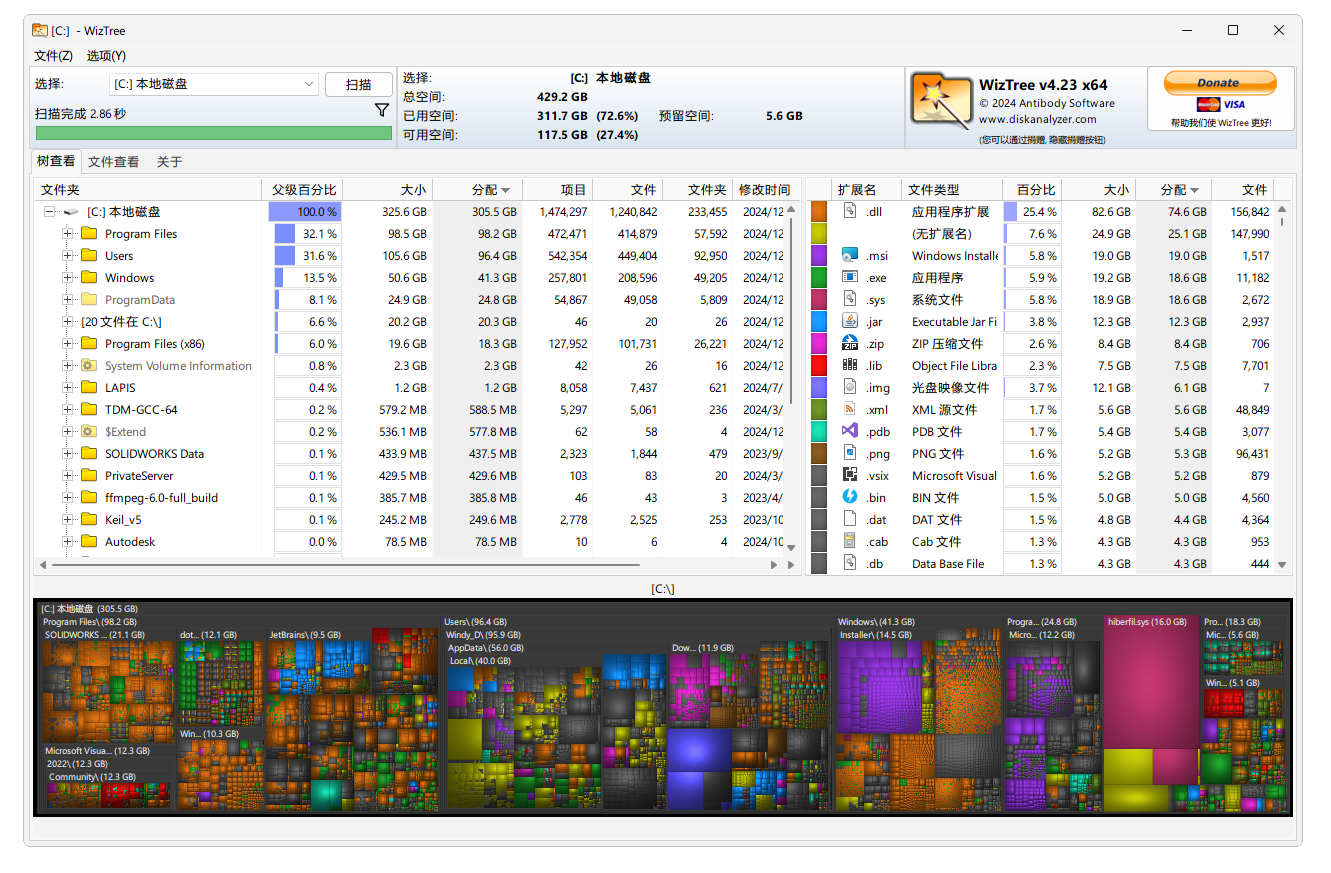 [C:] - WizTree
文件(Z) 选项(Y)
选择: [C:] 本地磁盘 扫描
扫描完成 2.86 秒
选择: [C:] 本地磁盘
总空间: 429.2 GB
已用空间: 311.7 GB (72.6%) 预留空间: 5.6 GB
可用空间: 117.5 GB (27.4%)
WizTree v4.23 x64
© 2024 Antibody Software
www.diskanalyzer.com
(您可以通过捐赠, 隐藏捐赠按钮)
Donate
MasterCard VISA
帮助我们使 WizTree 更好!
树查看 文件查看 关于
文件夹 父级百分比 大小 分配 项目 文件 文件夹 修改时间
[C:] 本地磁盘 100.0 % 325.6 GB 305.5 GB 1,474,297 1,240,842 233,455 2024/12
Program Files 32.1 % 98.5 GB 98.2 GB 472,471 414,879 57,592 2024/12
Users 31.6 % 105.6 GB 96.4 GB 542,354 449,404 92,950 2024/12
Windows 13.5 % 50.6 GB 41.3 GB 257,801 208,596 49,205 2024/12
ProgramData 8.1 % 24.9 GB 24.8 GB 54,867 49,058 5,809 2024/12
[20 文件在 C:\] 6.6 % 20.2 GB 20.3 GB 46 20 26 2024/12
Program Files (x86) 6.0 % 19.6 GB 18.3 GB 127,952 101,731 26,221 2024/12
System Volume Information 0.8 % 2.3 GB 2.3 GB 42 26 16 2024/12
LAPIS 0.4 % 1.2 GB 1.2 GB 8,058 7,437 621 2024/7/
TDM-GCC-64 0.2 % 579.2 MB 588.5 MB 5,297 5,061 236 2024/3/
$Extend 0.2 % 536.1 MB 577.8 MB 62 58 4 2024/12
SOLIDWORKS Data 0.1 % 433.9 MB 437.5 MB 2,323 1,844 479 2023/9/
PrivateServer 0.1 % 429.5 MB 429.6 MB 103 83 20 2024/3/
ffmpeg-6.0-full_build 0.1 % 385.7 MB 385.8 MB 46 43 3 2023/4/
Keil_v5 0.1 % 245.2 MB 249.6 MB 2,778 2,525 253 2023/10
Autodesk 0.0 % 78.5 MB 78.5 MB 10 6 4 2024/10
扩展名 文件类型 百分比 大小 分配 文件
.dll 应用程序扩展 25.4 % 82.6 GB 74.6 GB 156,842
(无扩展名) 7.6 % 24.9 GB 25.1 GB 147,990
.msi Windows Installe 5.8 % 19.0 GB 19.0 GB 1,517
.exe 应用程序 5.9 % 19.2 GB 18.6 GB 11,182
.sys 系统文件 5.8 % 18.9 GB 18.6 GB 2,672
.jar Executable Jar Fi 3.8 % 12.3 GB 12.3 GB 2,937
.zip ZIP 压缩文件 2.6 % 8.4 GB 8.4 GB 706
.lib Object File Libra 2.3 % 7.5 GB 7.5 GB 7,701
.img 光盘映像文件 3.7 % 12.1 GB 6.1 GB 7
.xml XML 源文件 1.7 % 5.6 GB 5.6 GB 48,849
.pdb PDB 文件 1.7 % 5.4 GB 5.4 GB 3,077
.png PNG 文件 1.6 % 5.2 GB 5.3 GB 96,431
.vsix Microsoft Visual 1.6 % 5.2 GB 5.2 GB 879
.bin BIN 文件 1.5 % 5.0 GB 5.0 GB 4,560
.dat DAT 文件 1.5 % 4.8 GB 4.4 GB 4,364
.cab Cab 文件 1.3 % 4.3 GB 4.3 GB 953
.db Data Base File 1.3 % 4.3 GB 4.3 GB 444
[C:\]
[C:] 本地磁盘 (305.5 GB)
Program Files\ (98.2 GB)
SOLIDWORKS ... (21.1 GB)
dot... (12.1 GB)
JetBrains\ (9.5 GB)
Win... (10.3 GB)
Microsoft Visua... (12.3 GB)
2022\ (12.3 GB)
Community\ (12.3 GB)
Users\ (96.4 GB)
Windy_D\ (95.9 GB)
AppData\ (56.0 GB)
Local\ (40.0 GB)
Dow... (11.9 GB)
Windows\ (41.3 GB)
Installer\ (14.5 GB)
Progra... (24.8 GB)
Micro... (12.2 GB)
hiberfil.sys (16.0 GB)
Pro... (18.3 GB)
Mic... (5.6 GB)
Win... (5.1 GB)